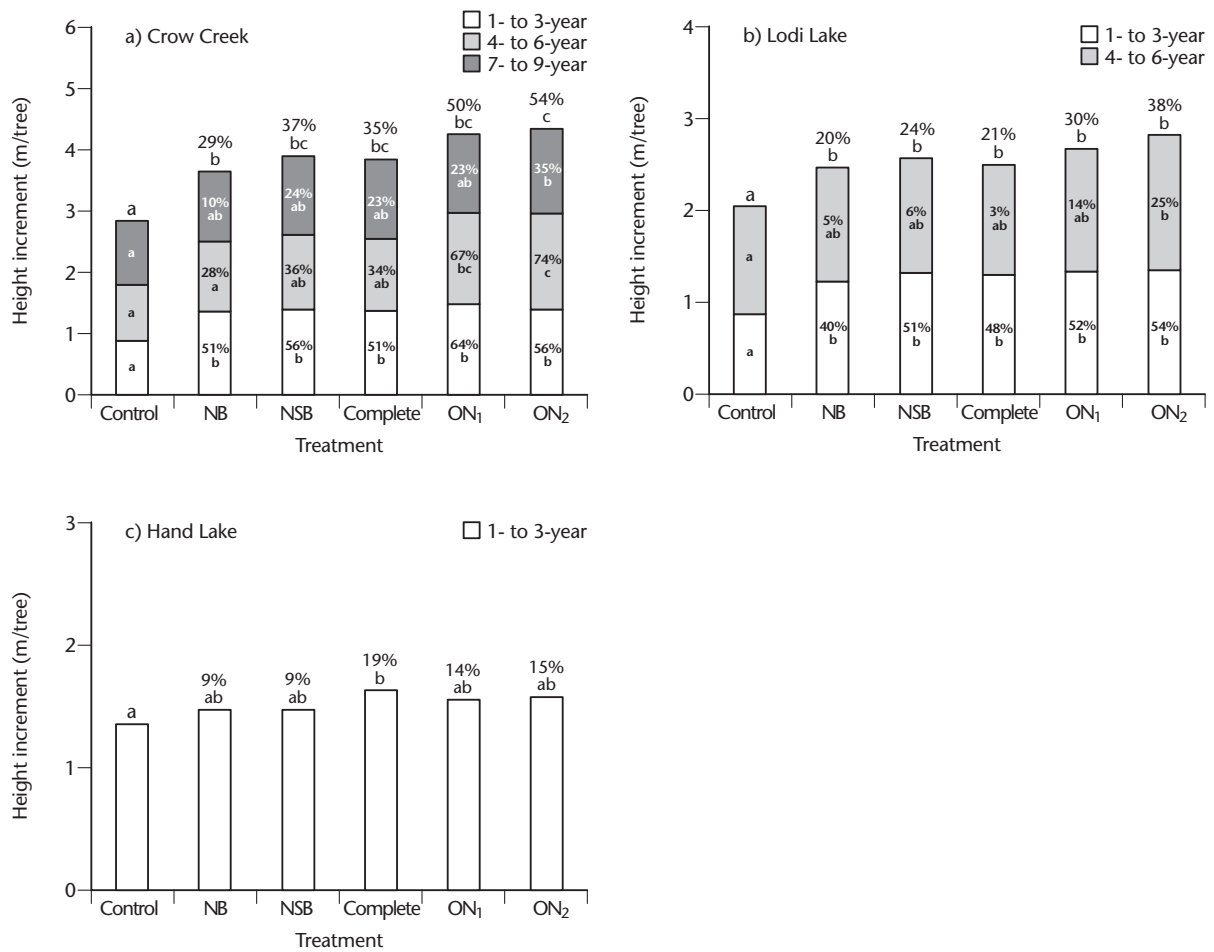 a) Crow Creek
1- to 3-year
4- to 6-year
7- to 9-year
Height increment (m/tree)
6
5
4
3
2
1
0
a
a
a
a
29%
b
10%
ab
28%
a
51%
b
37%
bc
24%
ab
36%
ab
56%
b
35%
bc
23%
ab
34%
ab
51%
b
50%
bc
23%
ab
67%
bc
64%
b
54%
c
35%
b
74%
c
56%
b
Control NB NSB Complete ON₁ ON₂
Treatment
b) Lodi Lake
1- to 3-year
4- to 6-year
Height increment (m/tree)
4
3
2
1
0
a
a
a
20%
b
5%
ab
40%
b
24%
b
6%
ab
51%
b
21%
b
3%
ab
48%
b
30%
b
14%
ab
52%
b
38%
b
25%
b
54%
b
Control NB NSB Complete ON₁ ON₂
Treatment
c) Hand Lake
1- to 3-year
Height increment (m/tree)
3
2
1
0
a
9%
ab
9%
ab
19%
b
14%
ab
15%
ab
Control NB NSB Complete ON₁ ON₂
Treatment